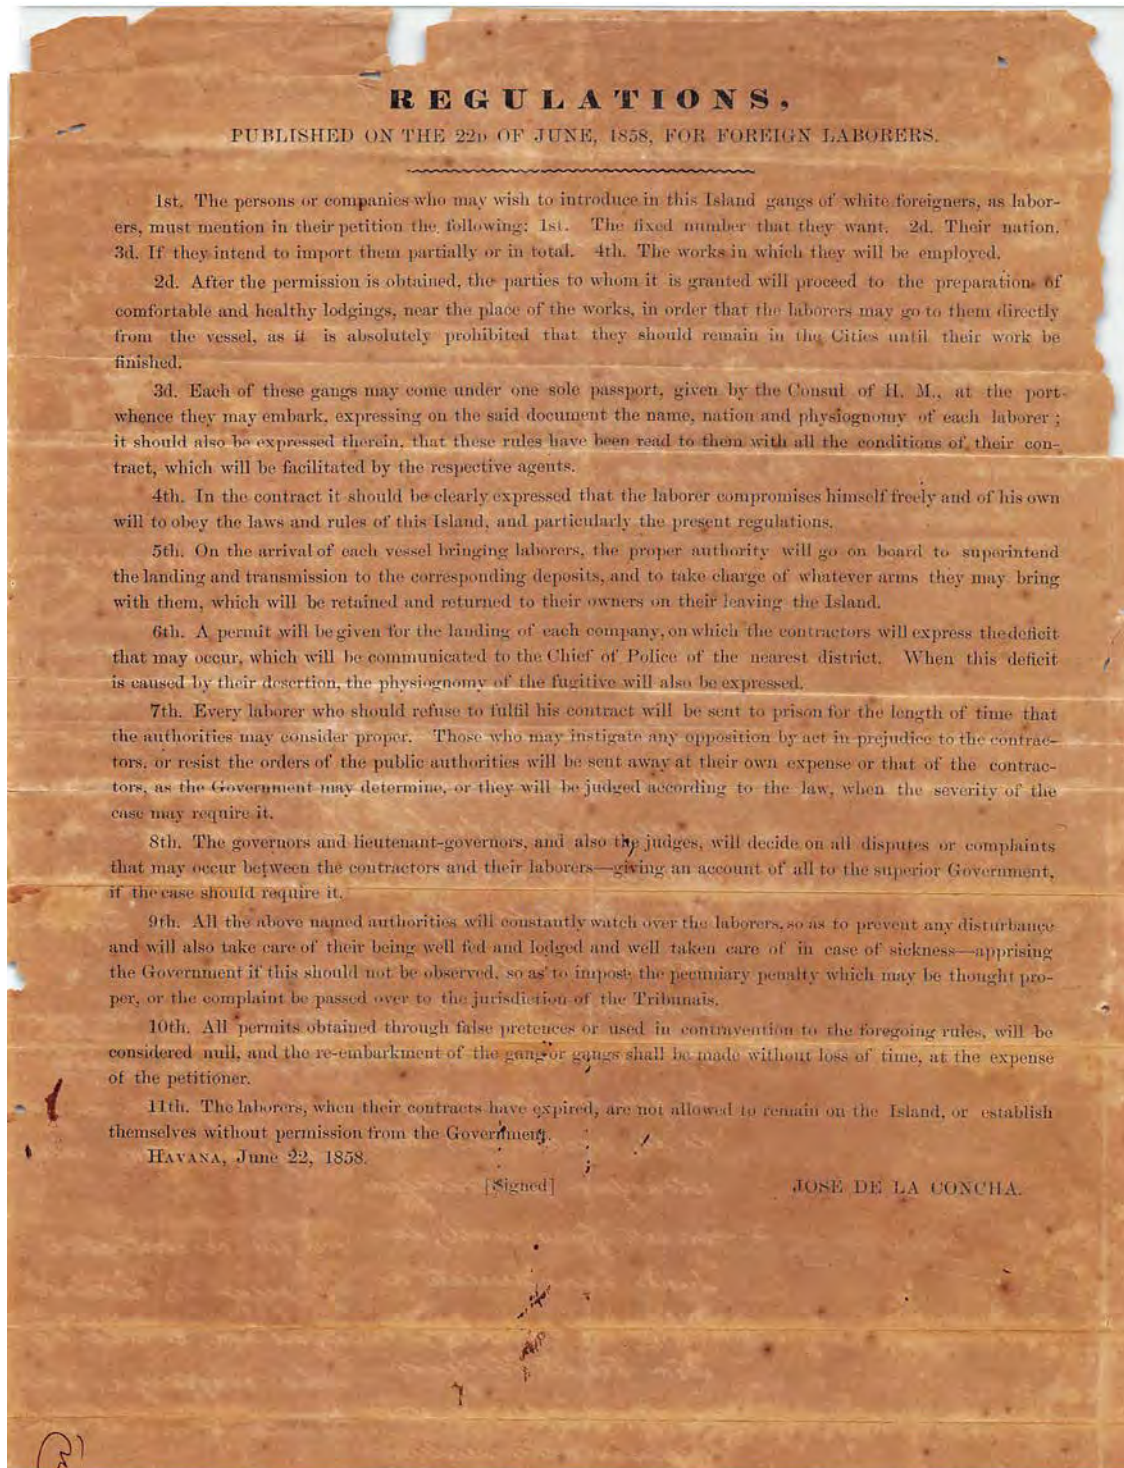 REGULATIONS,
PUBLISHED ON THE 22D OF JUNE, 1858, FOR FOREIGN LABORERS.
1st. The persons or companies who may wish to introduce in this Island gangs of white foreigners, as labor-
ers, must mention in their petition the following: 1st. The fixed number that they want. 2d. Their nation.
3d. If they intend to import them partially or in total. 4th. The works in which they will be employed.
2d. After the permission is obtained, the parties to whom it is granted will proceed to the preparation of
comfortable and healthy lodgings, near the place of the works, in order that the laborers may go to them directly
from the vessel, as it is absolutely prohibited that they should remain in the Cities until their work be
finished.
3d. Each of these gangs may come under one sole passport, given by the Consul of H. M., at the port
whence they may embark, expressing on the said document the name, nation and physiognomy of each laborer;
it should also be expressed therein, that these rules have been read to them with all the conditions of their con-
tract, which will be facilitated by the respective agents.
4th. In the contract it should be clearly expressed that the laborer compromises himself freely and of his own
will to obey the laws and rules of this Island, and particularly the present regulations.
5th. On the arrival of each vessel bringing laborers, the proper authority will go on board to superintend
the landing and transmission to the corresponding deposits, and to take charge of whatever arms they may bring
with them, which will be retained and returned to their owners on their leaving the Island.
6th. A permit will be given for the landing of each company, on which the contractors will express the deficit
that may occur, which will be communicated to the Chief of Police of the nearest district. When this deficit
is caused by their desertion, the physiognomy of the fugitive will also be expressed.
7th. Every laborer who should refuse to fulfil his contract will be sent to prison for the length of time that
the authorities may consider proper. Those who may instigate any opposition by act in prejudice to the contrac-
tors, or resist the orders of the public authorities will be sent away at their own expense or that of the contrac-
tors, as the Government may determine, or they will be judged according to the law, when the severity of the
case may require it.
8th. The governors and lieutenant-governors, and also the judges, will decide on all disputes or complaints
that may occur between the contractors and their laborers—giving an account of all to the superior Government,
if the case should require it.
9th. All the above named authorities will constantly watch over the laborers, so as to prevent any disturbance
and will also take care of their being well fed and lodged and well taken care of in case of sickness—apprising
the Government if this should not be observed, so as to impose the pecuniary penalty which may be thought pro-
per, or the complaint be passed over to the jurisdiction of the Tribunals.
10th. All permits obtained through false pretences or used in contravention to the foregoing rules, will be
considered null, and the re-embarkment of the gang or gangs shall be made without loss of time, at the expense
of the petitioner.
11th. The laborers, when their contracts have expired, are not allowed to remain on the Island, or establish
themselves without permission from the Government.
HAVANA, June 22, 1858.
[Signed] JOSE DE LA CONCHA.